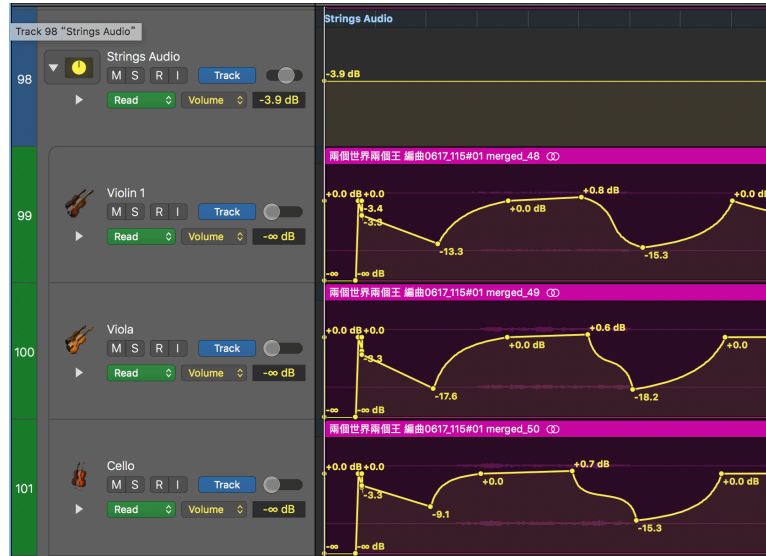 Strings Audio
Track 98 “Strings Audio”
98
Strings Audio
M S R I Track
Read Volume -3.9 dB
-3.9 dB
兩個世界兩個王 編曲0617_115#01 merged_48
99
Violin 1
M S R I Track
Read Volume -∞ dB
+0.0 dB +0.0
-3.4
-3.3
-13.3
+0.0 dB
+0.8 dB
-15.3
+0.0 d
-∞
-∞ dB
兩個世界兩個王 編曲0617_115#01 merged_49
100
Viola
M S R I Track
Read Volume -∞ dB
+0.0 dB +0.0
-3.3
-17.6
+0.0 dB
+0.6 dB
-18.2
+0.0
-∞
-∞ dB
兩個世界兩個王 編曲0617_115#01 merged_50
101
Cello
M S R I Track
Read Volume -∞ dB
+0.0 dB +0.0
-3.3
-9.1
+0.0
+0.7 dB
-15.3
+0.0 dB
-∞
-∞ dB